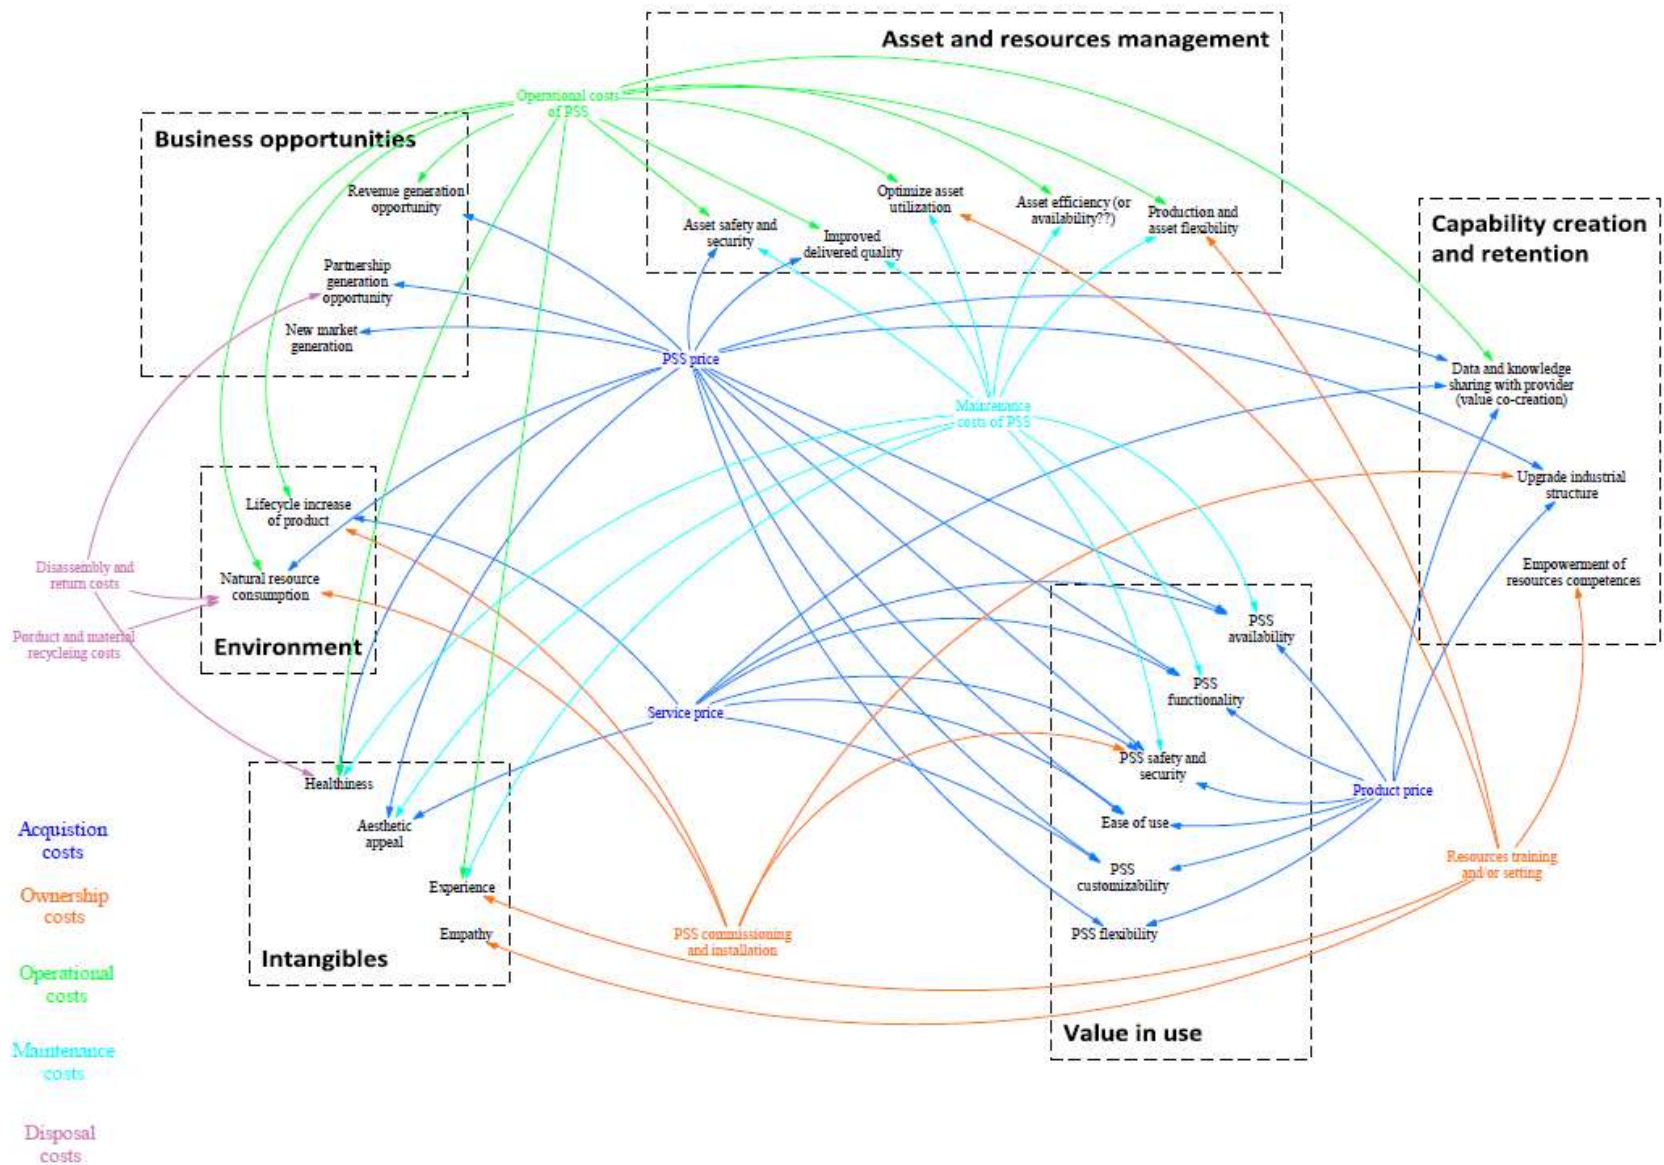 Asset and resources management
Operational costs
of PSS
Business opportunities
Revenue generation
opportunity
Partnership
generation
opportunity
New market
generation
Asset safety and
security
Improved
delivered quality
Optimize asset
utilization
Asset efficiency (or
availability??)
Production and
asset flexibility
Capability creation
and retention
Data and knowledge
sharing with provider
(value co-creation)
Upgrade industrial
structure
Empowerment of
resources competences
PSS price
Maintenance
costs of PSS
Lifecycle increase
of product
Natural resource
consumption
Environment
Disassembly and
return costs
Porduct and material
recycleing costs
Service price
PSS
availability
PSS
functionality
PSS safety and
security
Ease of use
PSS
customizability
PSS flexibility
Value in use
Product price
Resources training
and/or setting
Healthiness
Aesthetic
appeal
Experience
Empathy
Intangibles
PSS commissioning
and installation
Acquistion
costs
Ownership
costs
Operational
costs
Maintenance
costs
Disposal
costs